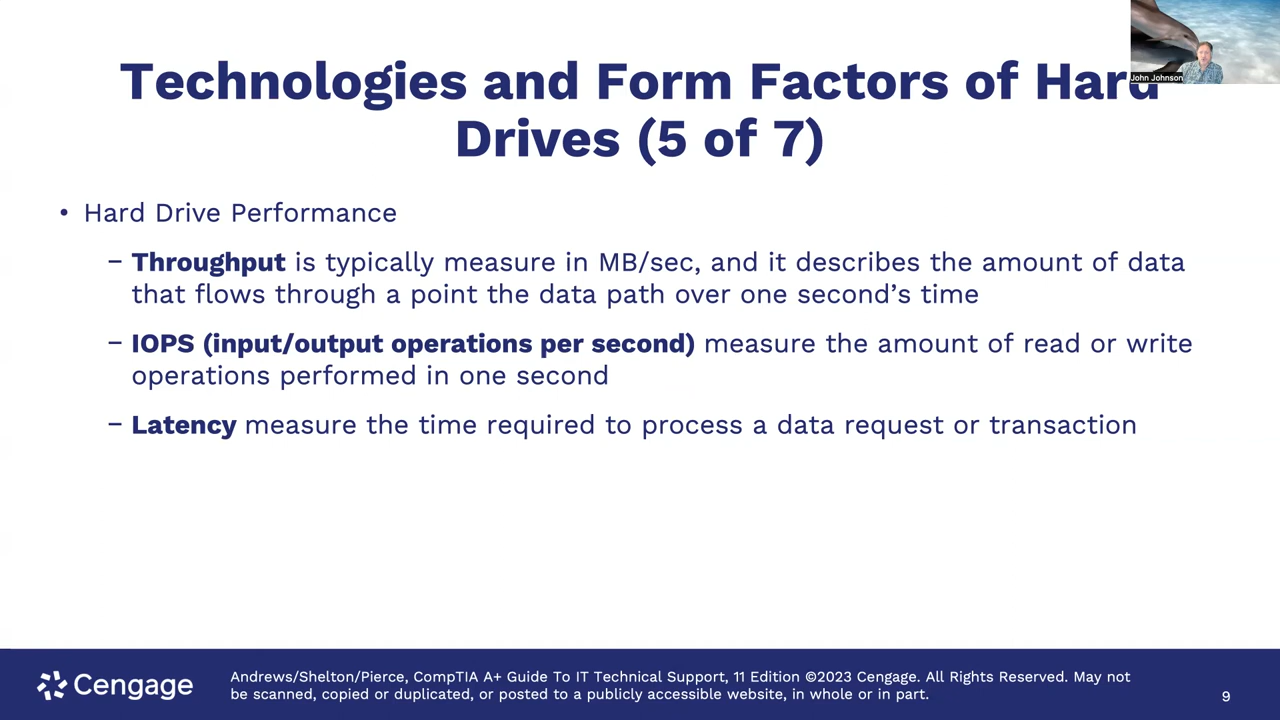 Technologies and Form Factors of Hard
Drives (5 of 7)
John Johnson
• Hard Drive Performance
– Throughput is typically measure in MB/sec, and it describes the amount of data
that flows through a point the data path over one second’s time
– IOPS (input/output operations per second) measure the amount of read or write
operations performed in one second
– Latency measure the time required to process a data request or transaction
Cengage
Andrews/Shelton/Pierce, CompTIA A+ Guide To IT Technical Support, 11 Edition ©2023 Cengage. All Rights Reserved. May not
be scanned, copied or duplicated, or posted to a publicly accessible website, in whole or in part.
9